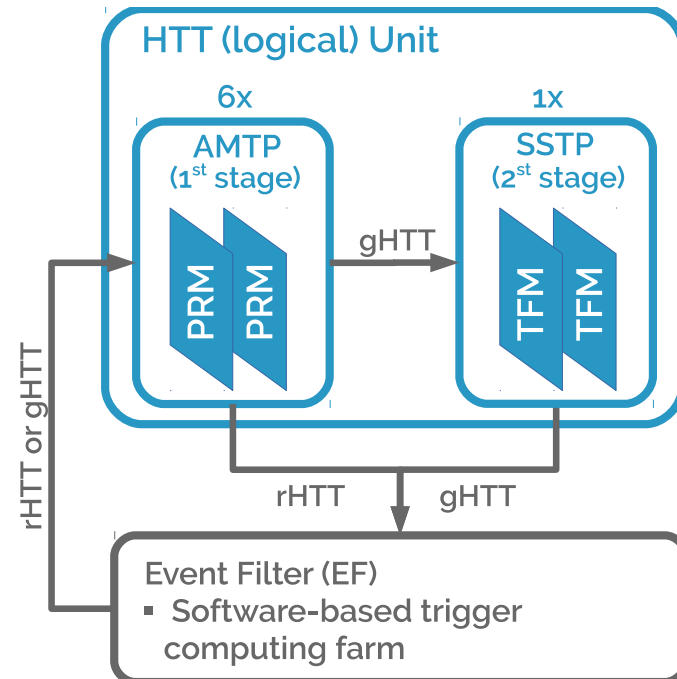 HTT (logical) Unit
6x
1x
AMTP
(1st stage)
SSTP
(2st stage)
PRM
PRM
gHTT
TFM
TFM
rHTT or gHTT
rHTT
gHTT
Event Filter (EF)
▪ Software-based trigger
computing farm